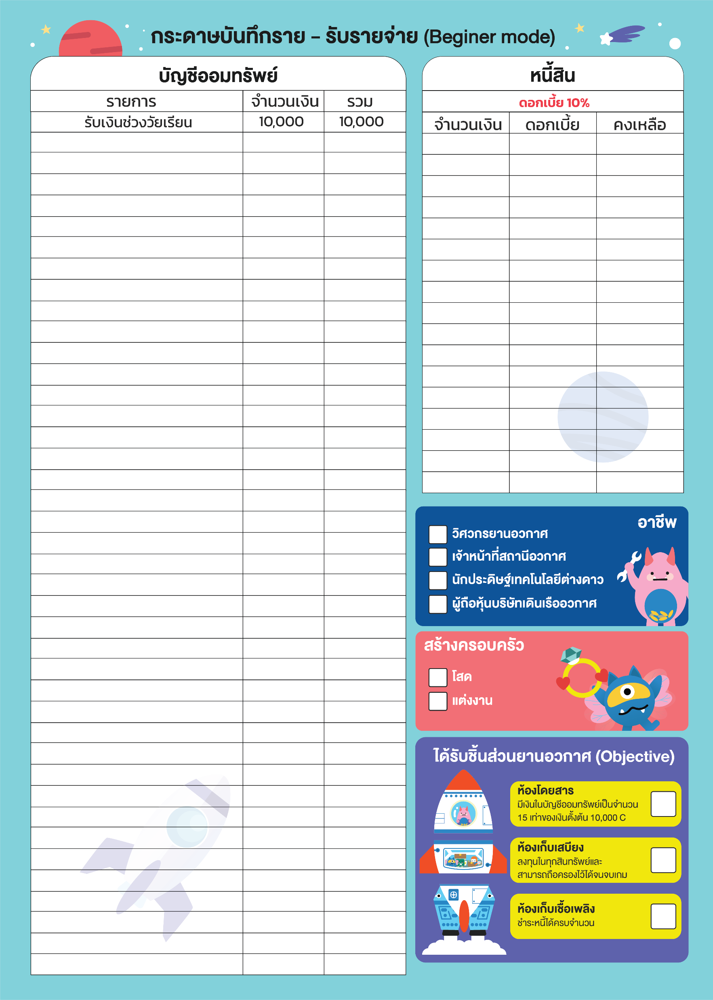 กระดาษบันทึกราย - รับรายจ่าย (Beginer mode)
บัญชีออมทรัพย์
รายการ จำนวนเงิน รวม
รับเงินช่วงวัยเรียน 10,000 10,000
หนี้สิน
ดอกเบี้ย 10%
จำนวนเงิน ดอกเบี้ย คงเหลือ
อาชีพ
วิศวกรยานอวกาศ
เจ้าหน้าที่สถานีอวกาศ
นักประดิษฐ์เทคโนโลยีต่างดาว
ผู้ถือหุ้นบริษัทเดินเรืออวกาศ
สร้างครอบครัว
โสด
แต่งงาน
ได้รับชิ้นส่วนยานอวกาศ (Objective)
ห้องโดยสาร
มีเงินในบัญชีออมทรัพย์เป็นจำนวน
15 เท่าของเงินตั้งต้น 10,000 C
ห้องเก็บเสบียง
ลงทุนในทุกสินทรัพย์และ
สามารถถือครองไว้ได้จนจบเกม
ห้องเก็บเชื้อเพลิง
ชำระหนี้ได้ครบจำนวน